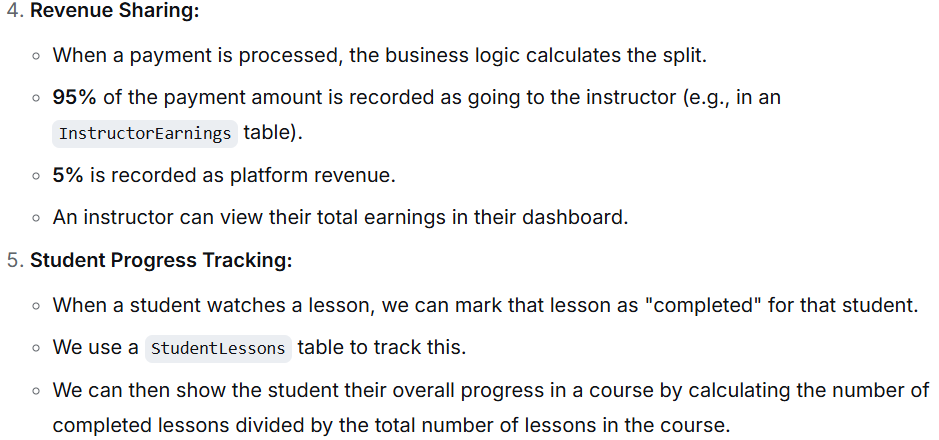 4. Revenue Sharing:
◦ When a payment is processed, the business logic calculates the split.
◦ 95% of the payment amount is recorded as going to the instructor (e.g., in an
InstructorEarnings table).
◦ 5% is recorded as platform revenue.
◦ An instructor can view their total earnings in their dashboard.
5. Student Progress Tracking:
◦ When a student watches a lesson, we can mark that lesson as "completed" for that student.
◦ We use a StudentLessons table to track this.
◦ We can then show the student their overall progress in a course by calculating the number of
completed lessons divided by the total number of lessons in the course.